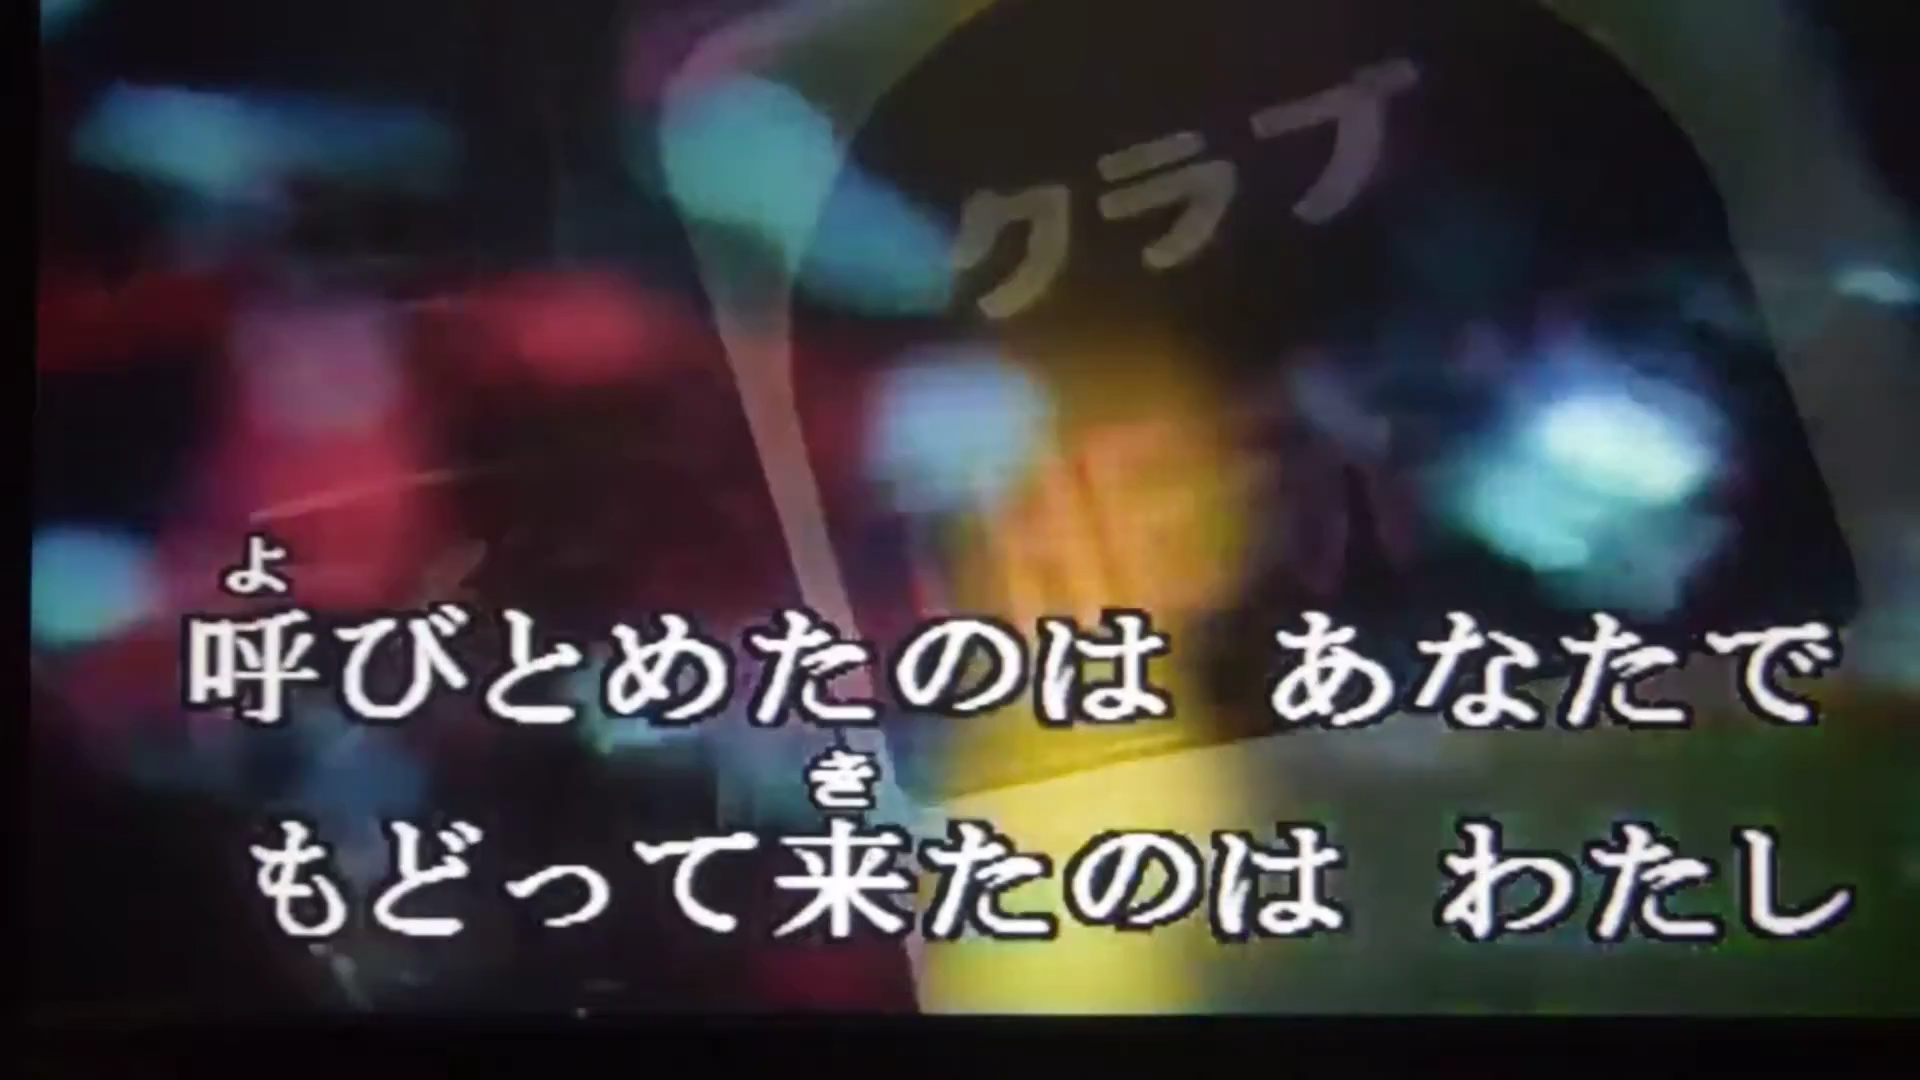 クラブ
よ
呼びとめたのは あなたで
き
もどって来たのは わたし